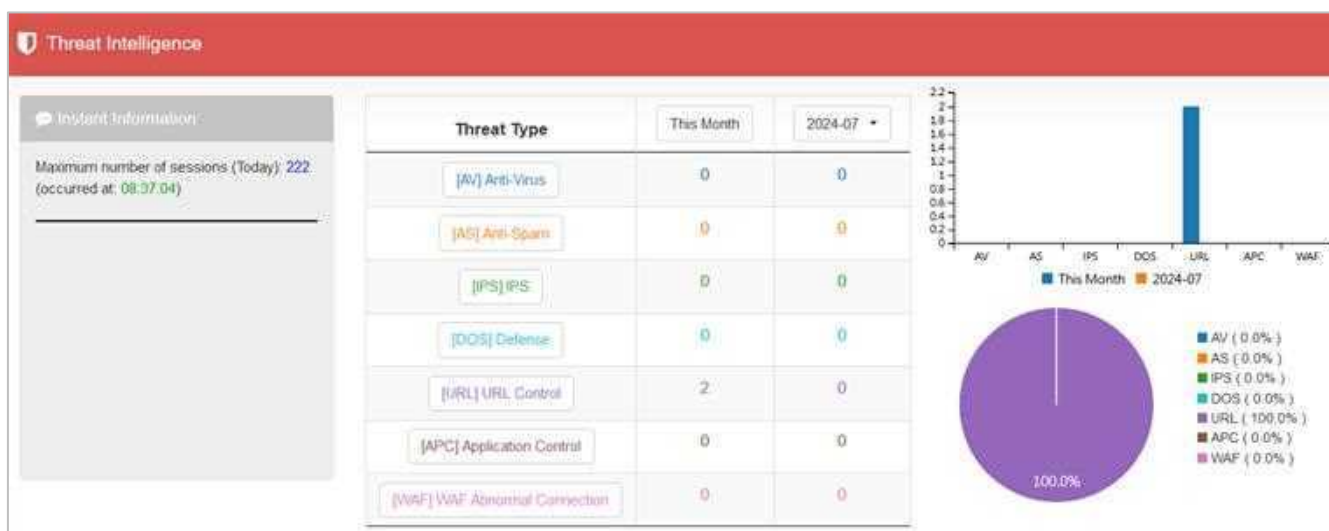 Threat Intelligence
Instant Information
Maximum number of sessions (Today): 222
(occurred at: 08:37:04)
Threat Type This Month 2024-07
[AV] Anti-Virus 0 0
[AS] Anti-Spam 0 0
[IPS] IPS 0 0
[DOS] Defense 0 0
[URL] URL Control 2 0
[APC] Application Control 0 0
[WAF] WAF Abnormal Connection 0 0
2.2
2
1.8
1.6
1.4
1.2
1
0.8
0.6
0.4
0.2
0
AV AS IPS DOS URL APC WAF
This Month 2024-07
100.0%
AV ( 0.0% )
AS ( 0.0% )
IPS ( 0.0% )
DOS ( 0.0% )
URL ( 100.0% )
APC ( 0.0% )
WAF ( 0.0% )